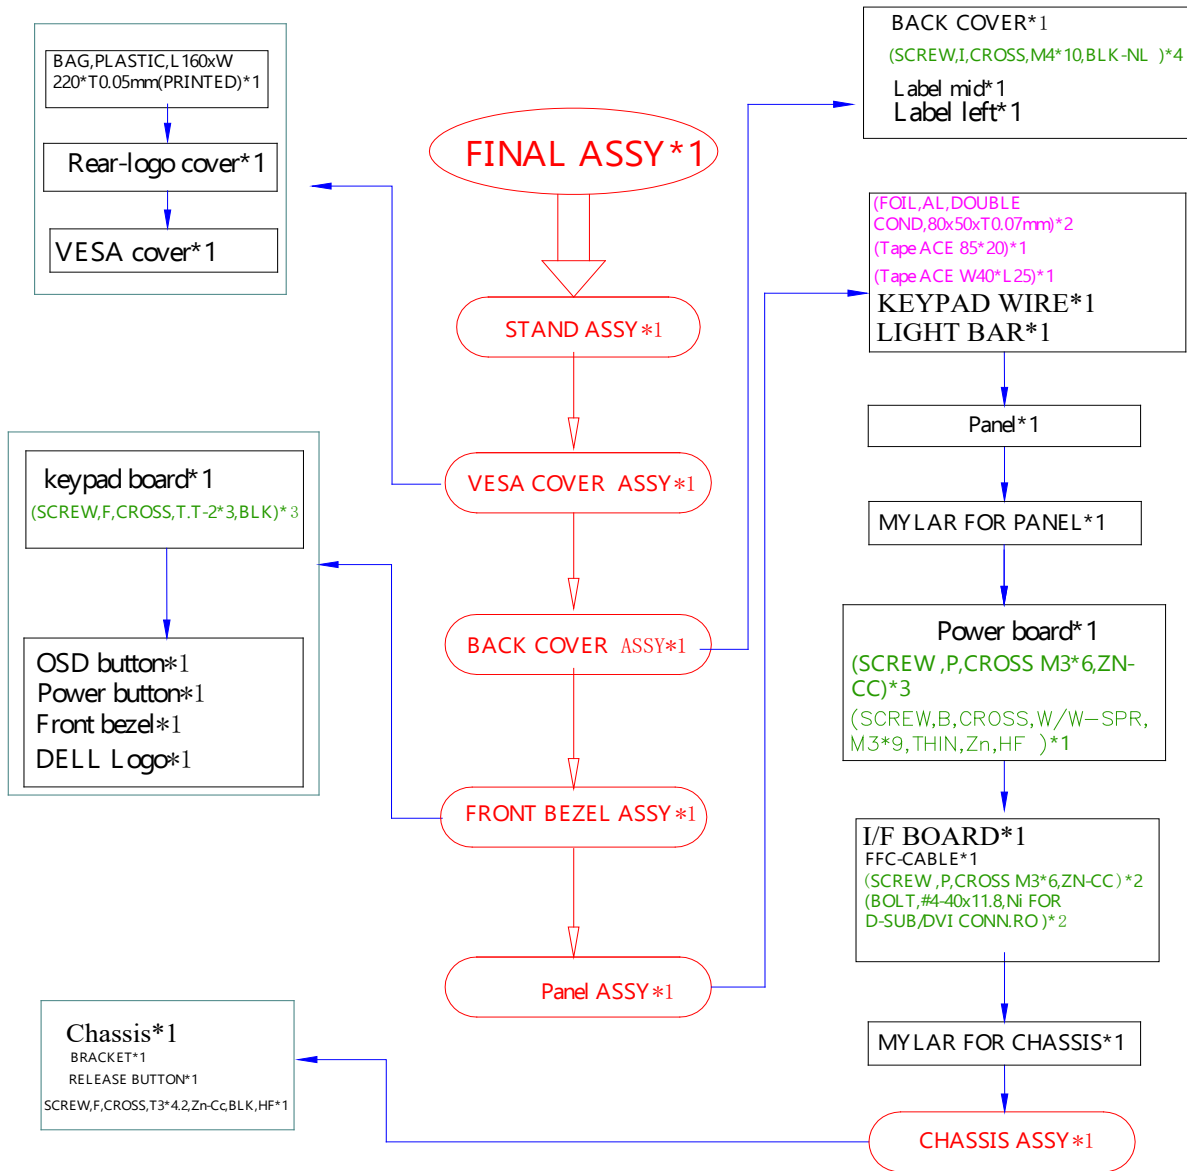 BAG,PLASTIC,L160xW
220*T0.05mm(PRINTED)*1
Rear-logo cover*1
VESA cover*1
FINAL ASSY*1
STAND ASSY*1
VESA COVER ASSY*1
BACK COVER ASSY*1
FRONT BEZEL ASSY*1
Panel ASSY*1
BACK COVER*1
(SCREW,I,CROSS,M4*10,BLK-NL )*4
Label mid*1
Label left*1
(FOIL,AL,DOUBLE
COND,80x50xT0.07mm)*2
(Tape ACE 85*20)*1
(Tape ACE W40*L25)*1
KEYPAD WIRE*1
LIGHT BAR*1
Panel*1
MYLAR FOR PANEL*1
Power board*1
(SCREW ,P,CROSS M3*6,ZN-
CC)*3
(SCREW,B,CROSS,W/W-SPR,
M3*9,THIN,Zn,HF )*1
I/F BOARD*1
FFC-CABLE*1
(SCREW ,P,CROSS M3*6,ZN-CC)*2
(BOLT,#4-40x11.8,Ni FOR
D-SUB/DVI CONN.RO )*2
MYLAR FOR CHASSIS*1
CHASSIS ASSY*1
keypad board*1
(SCREW,F,CROSS,T.T-2*3,BLK)*3
OSD button*1
Power button*1
Front bezel*1
DELL Logo*1
Chassis*1
BRACKET*1
RELEASE BUTTON*1
SCREW,F,CROSS,T3*4.2,Zn-Cc,BLK,HF*1